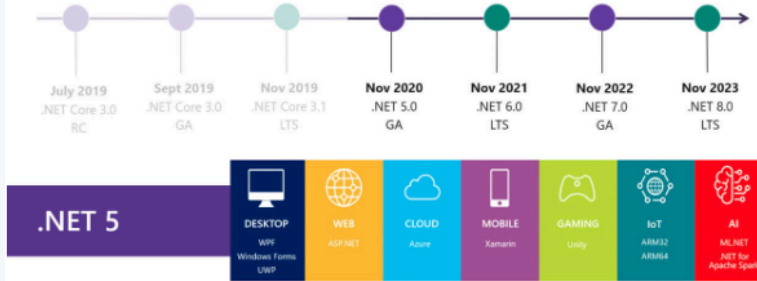 July 2019
.NET Core 3.0
RC
Sept 2019
.NET Core 3.0
GA
Nov 2019
.NET Core 3.1
LTS
Nov 2020
.NET 5.0
GA
Nov 2021
.NET 6.0
LTS
Nov 2022
.NET 7.0
GA
Nov 2023
.NET 8.0
LTS
.NET 5
DESKTOP
WPF
Windows Forms
UWP
WEB
ASP.NET
CLOUD
Azure
MOBILE
Xamarin
GAMING
Unity
IoT
ARM32
ARM64
AI
ML.NET
.NET for
Apache Spark